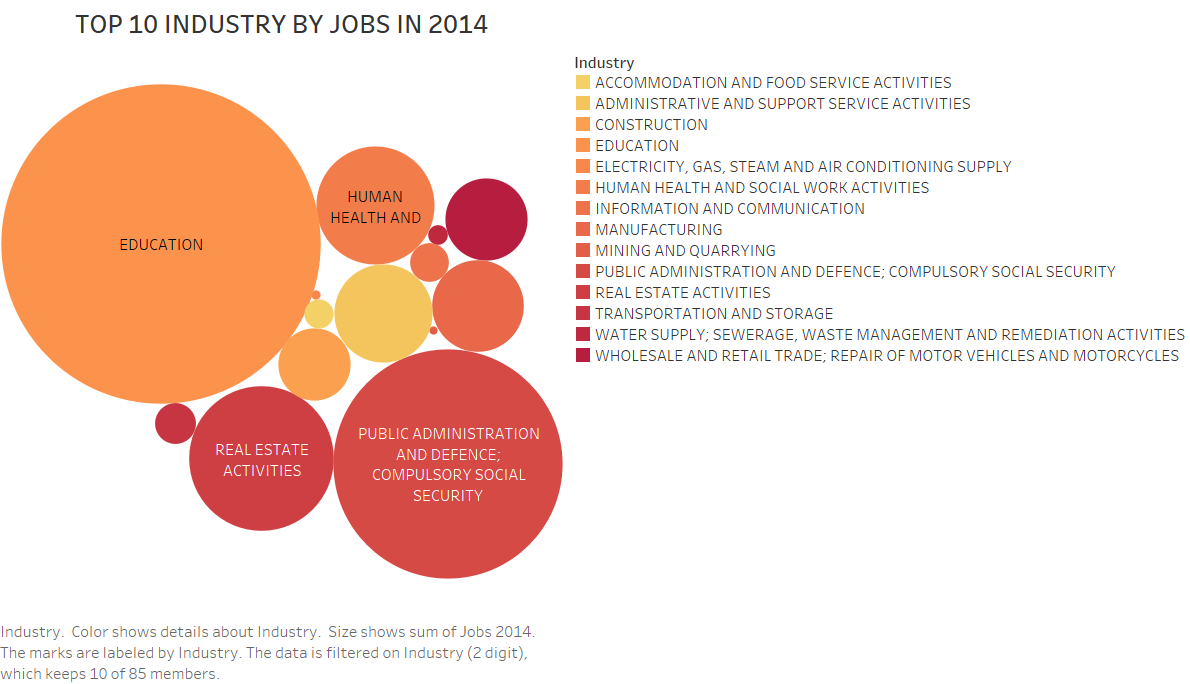 TOP 10 INDUSTRY BY JOBS IN 2014
Industry
ACCOMMODATION AND FOOD SERVICE ACTIVITIES
ADMINISTRATIVE AND SUPPORT SERVICE ACTIVITIES
CONSTRUCTION
EDUCATION
ELECTRICITY, GAS, STEAM AND AIR CONDITIONING SUPPLY
HUMAN HEALTH AND SOCIAL WORK ACTIVITIES
INFORMATION AND COMMUNICATION
MANUFACTURING
MINING AND QUARRYING
PUBLIC ADMINISTRATION AND DEFENCE; COMPULSORY SOCIAL SECURITY
REAL ESTATE ACTIVITIES
TRANSPORTATION AND STORAGE
WATER SUPPLY; SEWERAGE, WASTE MANAGEMENT AND REMEDIATION ACTIVITIES
WHOLESALE AND RETAIL TRADE; REPAIR OF MOTOR VEHICLES AND MOTORCYCLES
HUMAN
HEALTH AND
EDUCATION
REAL ESTATE
ACTIVITIES
PUBLIC ADMINISTRATION
AND DEFENCE;
COMPULSORY SOCIAL
SECURITY
Industry.  Color shows details about Industry.  Size shows sum of Jobs 2014.
The marks are labeled by Industry. The data is filtered on Industry (2 digit),
which keeps 10 of 85 members.